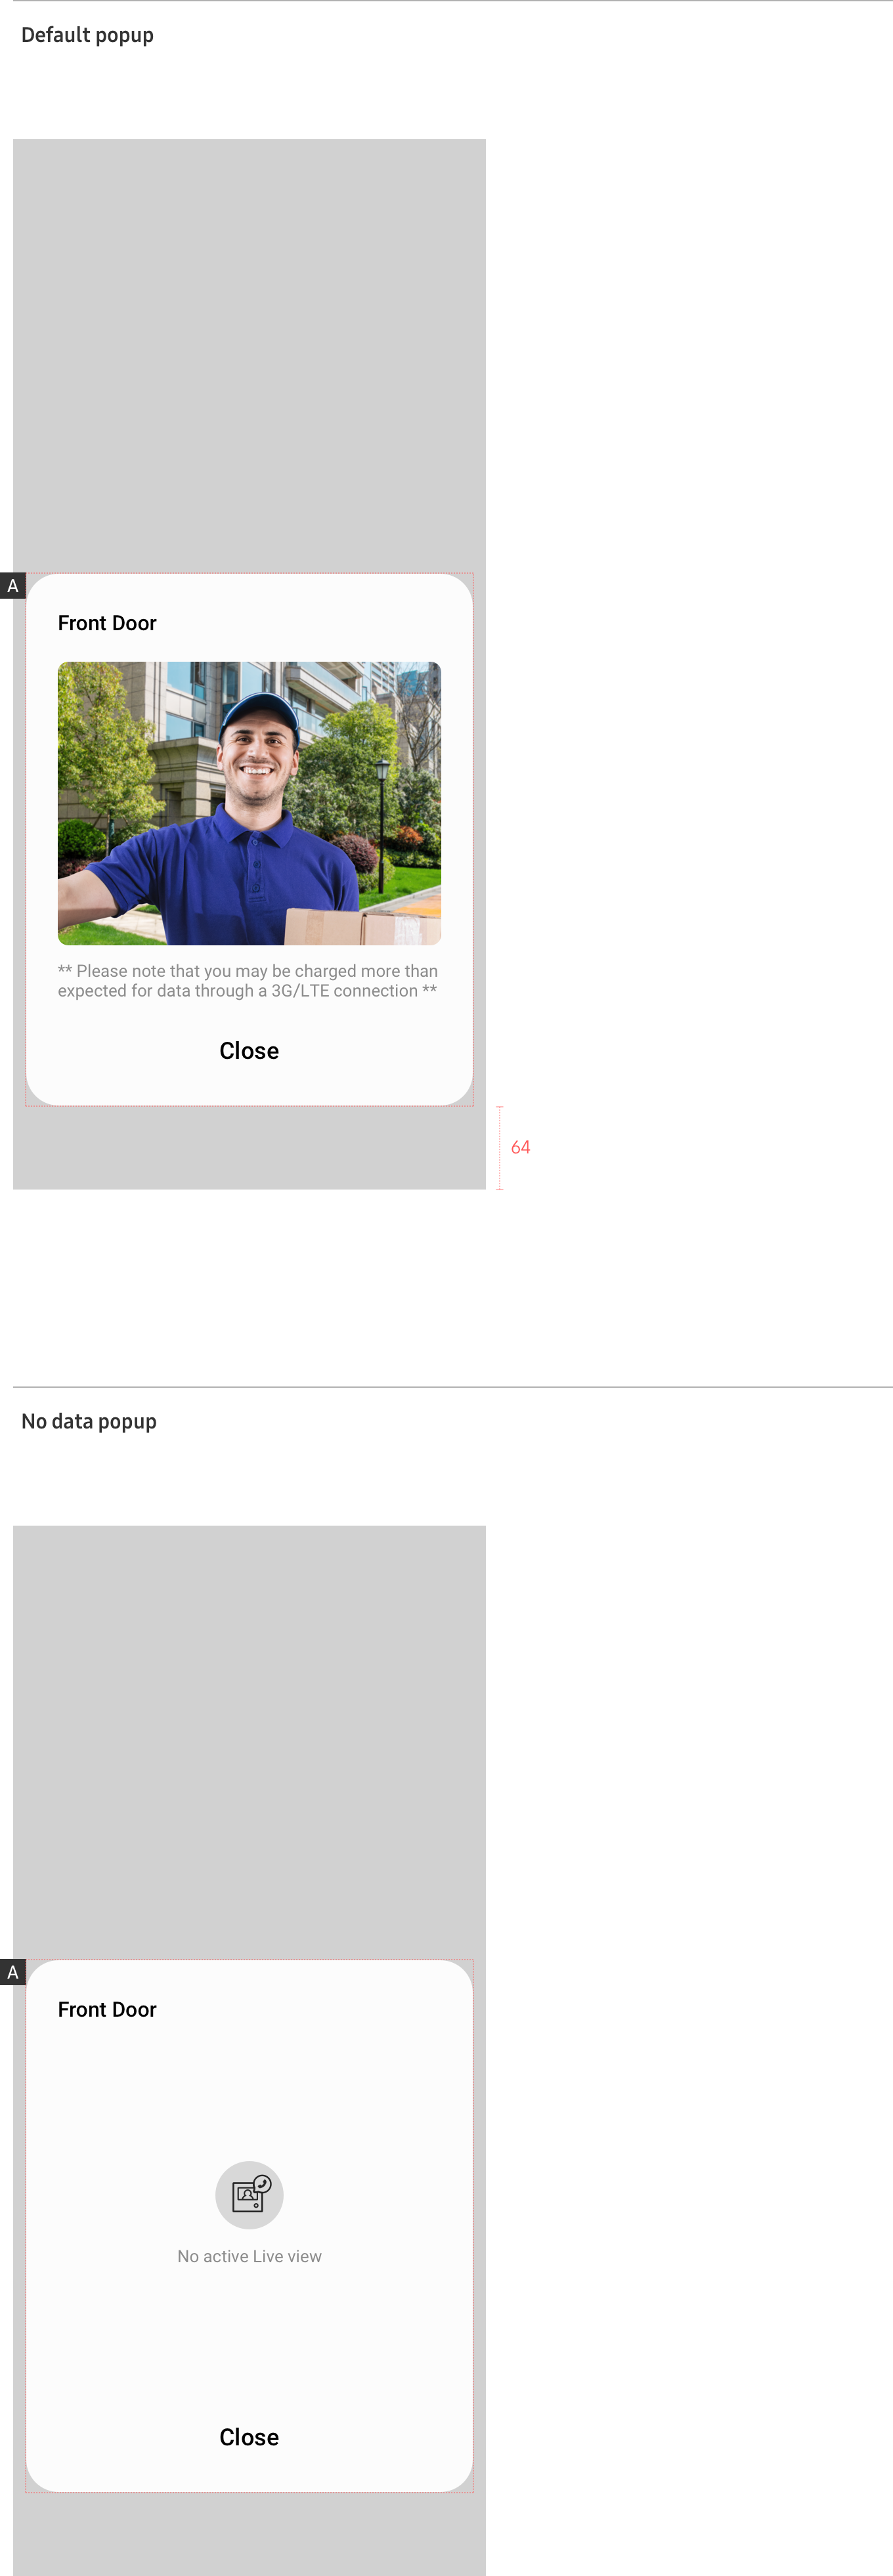 Default popup
A
Front Door
** Please note that you may be charged more than
expected for data through a 3G/LTE connection **
Close
64
No data popup
A
Front Door
No active Live view
Close